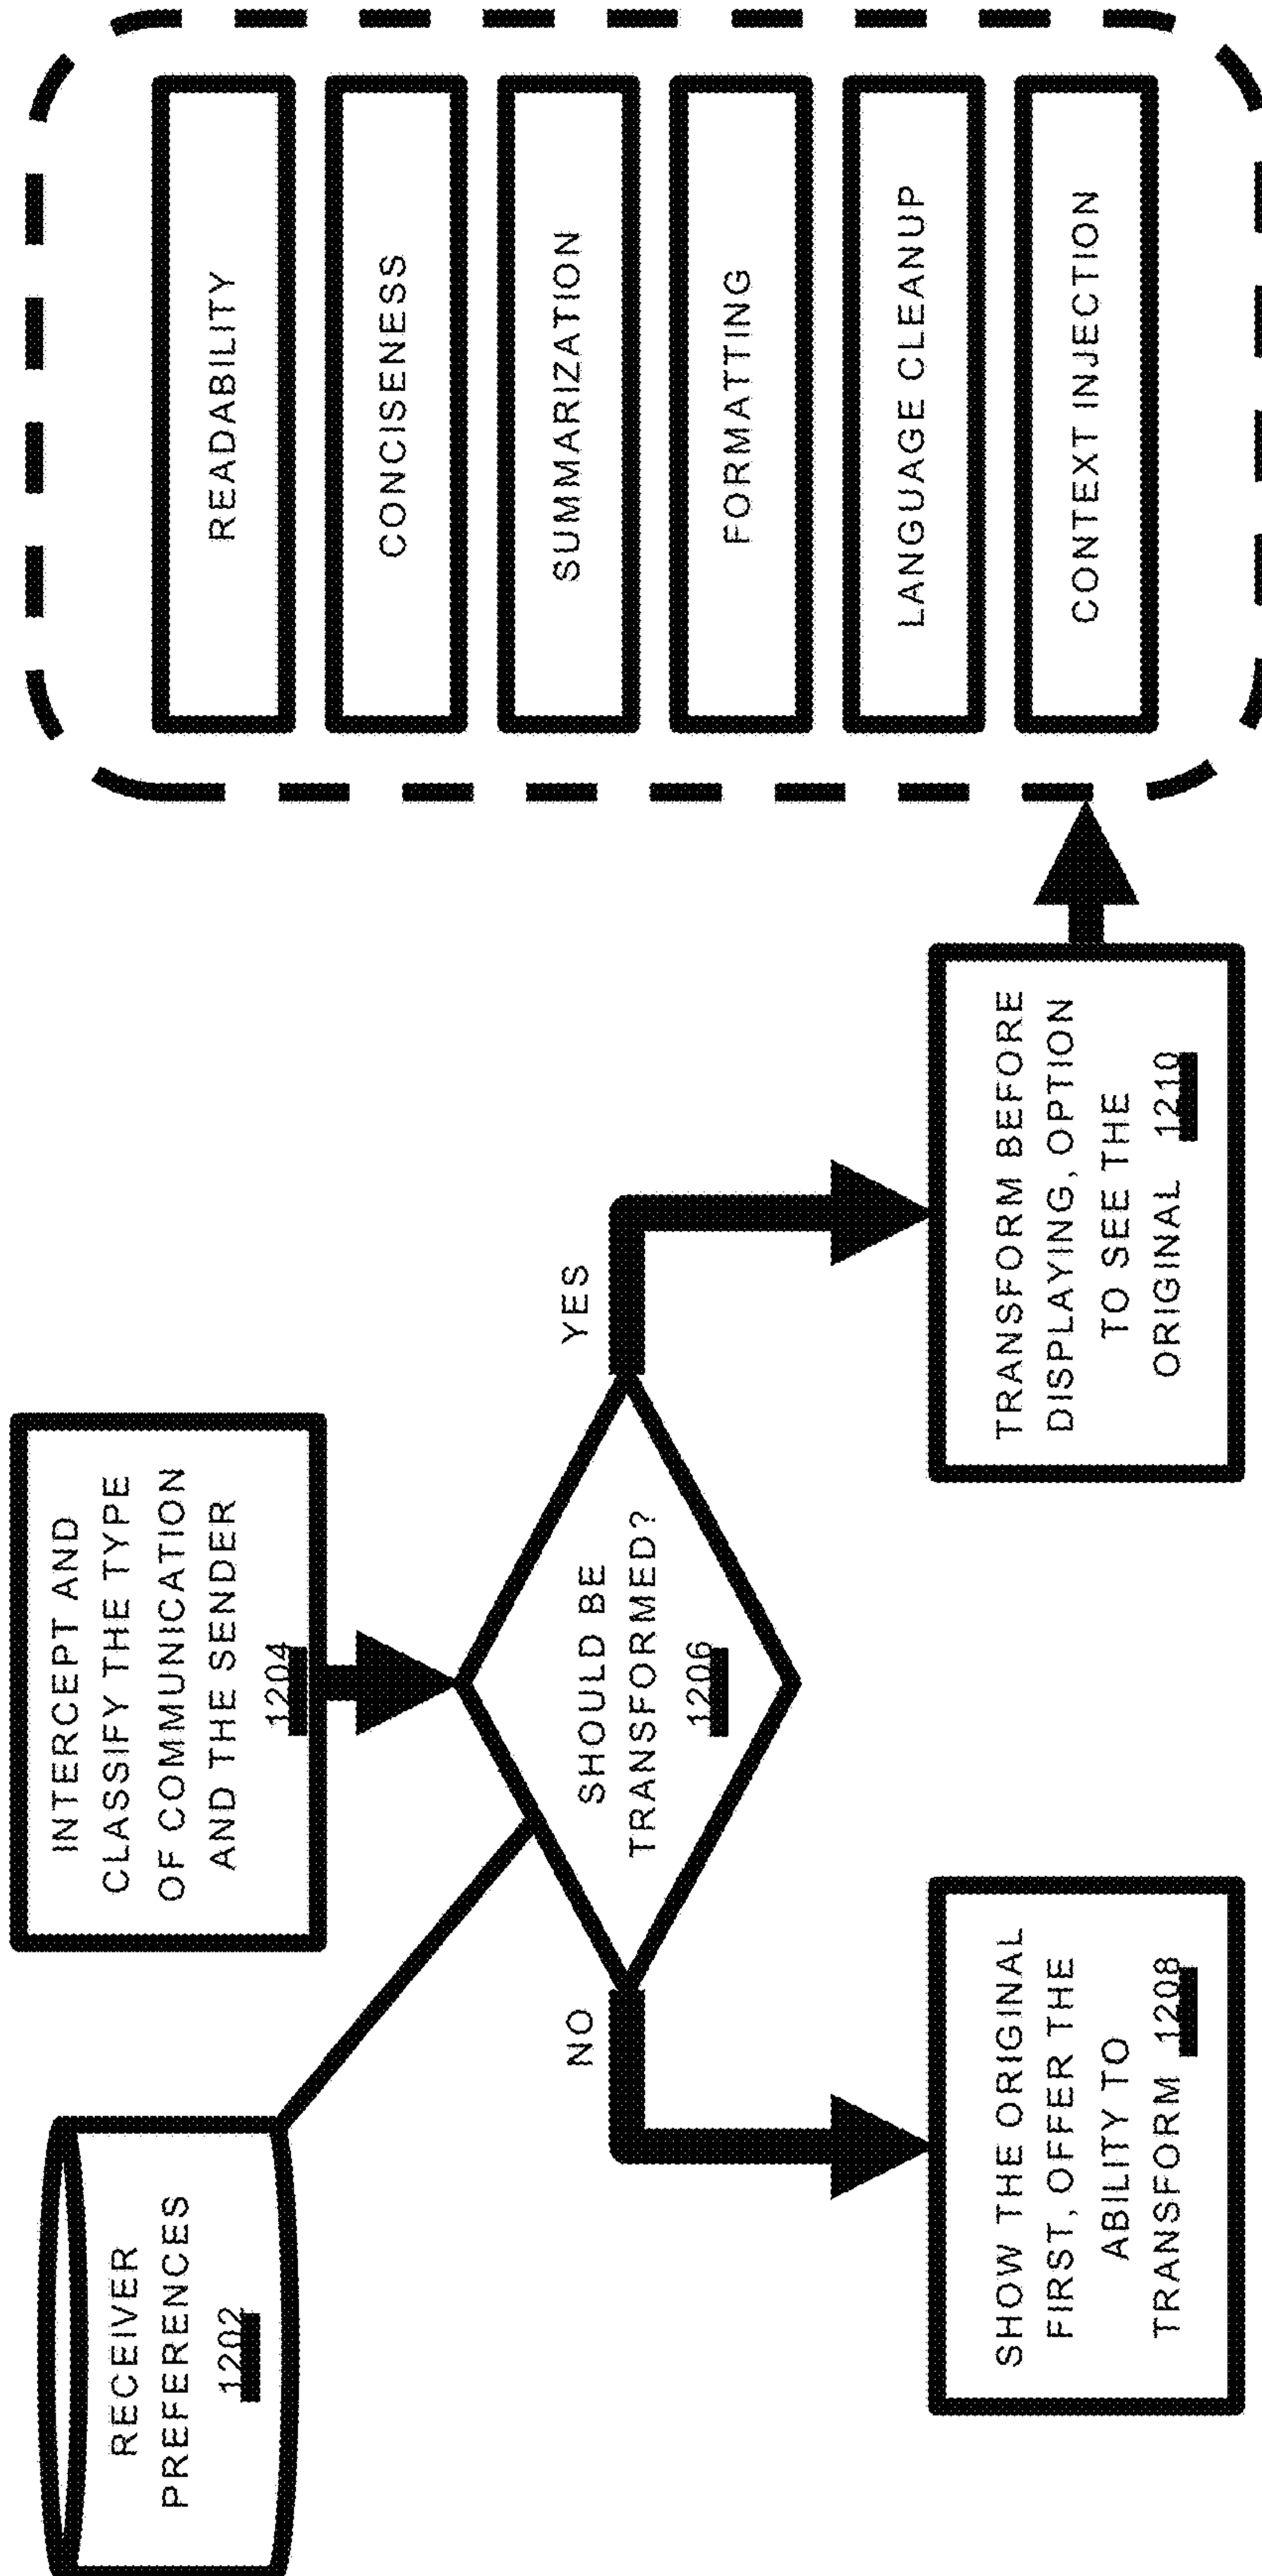 RECEIVER
PREFERENCES
1202
INTERCEPT AND
CLASSIFY THE TYPE
OF COMMUNICATION
AND THE SENDER
1204
SHOULD BE
TRANSFORMED?
1206
NO
YES
SHOW THE ORIGINAL
FIRST, OFFER THE
ABILITY TO
TRANSFORM 1208
TRANSFORM BEFORE
DISPLAYING, OPTION
TO SEE THE
ORIGINAL 1210
READABILITY
CONCISENESS
SUMMARIZATION
FORMATTING
LANGUAGE CLEANUP
CONTEXT INJECTION